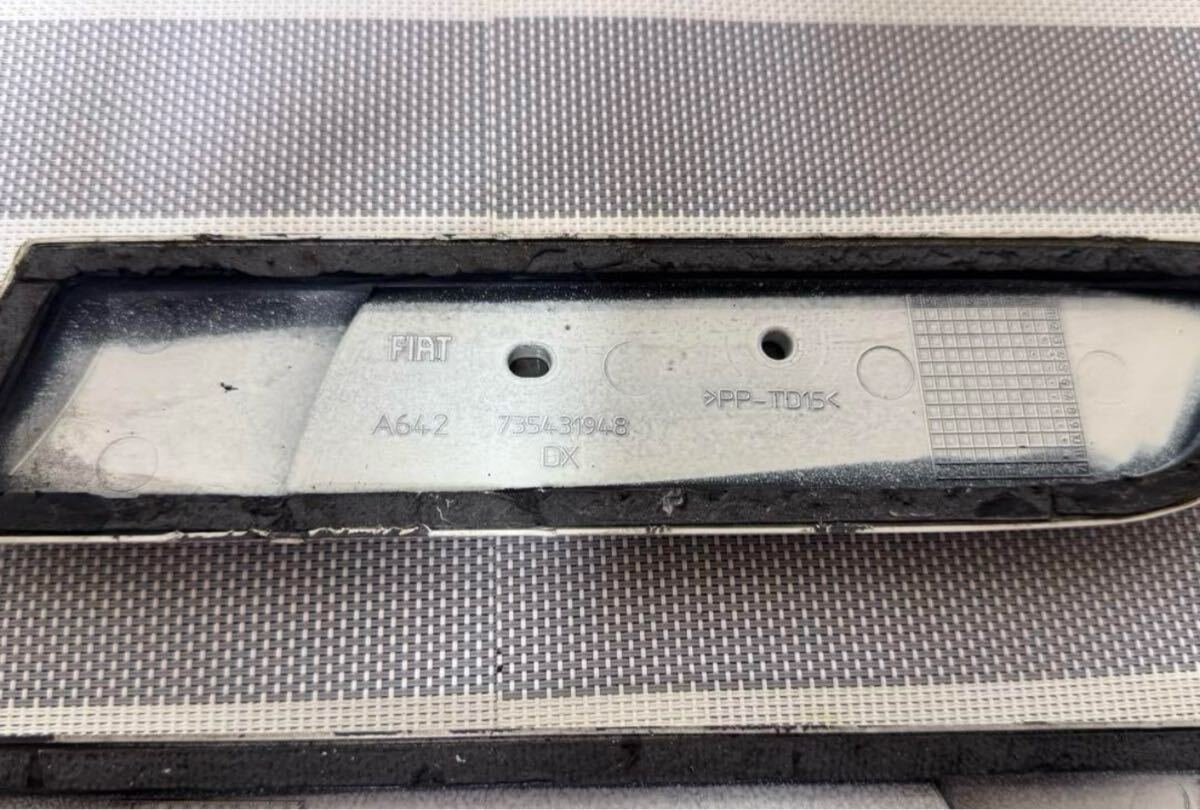 FIAT
>PP-TD15<
A642 735431948
DX